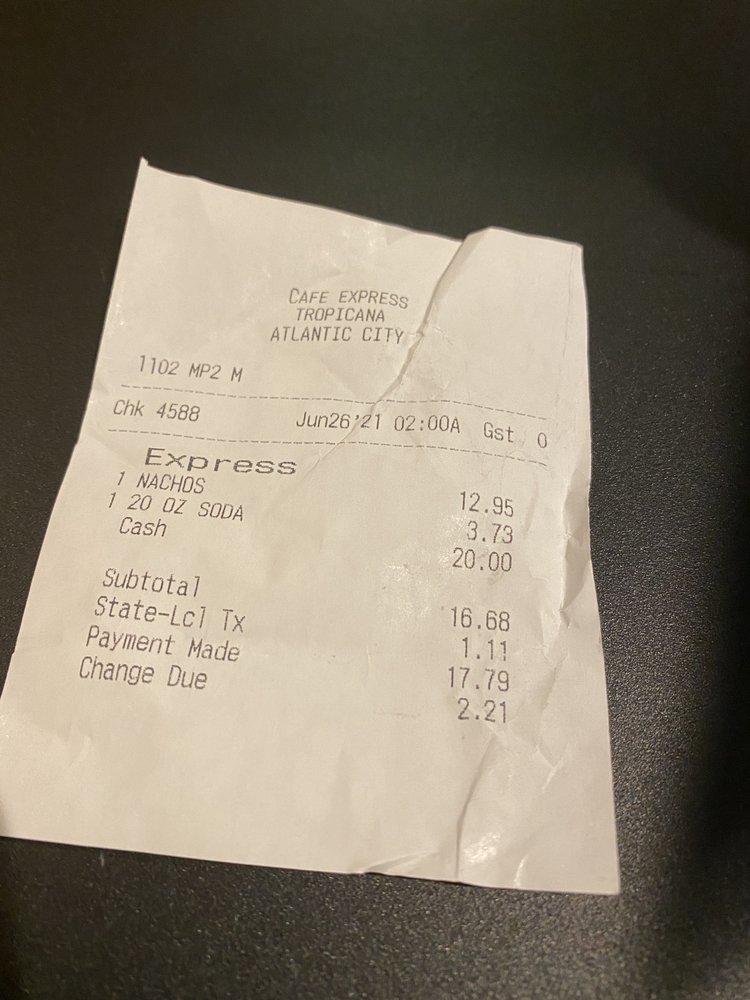 CAFE EXPRESS
TROPICANA
ATLANTIC CITY
1102 MP2 M
Chk 4588 Jun26'21 02:00A Gst 0
Express
1 NACHOS 12.95
1 20 OZ SODA 3.73
Cash 20.00
Subtotal 16.68
State-Lcl Tx 1.11
Payment Made 17.79
Change Due 2.21